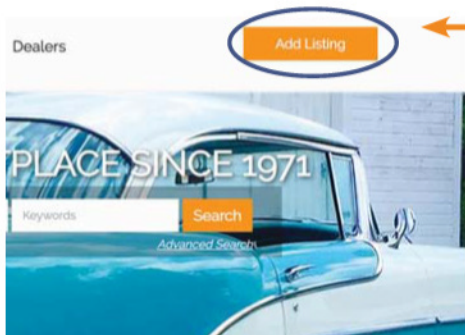 Dealers
Add Listing
PLACE SINCE 1971
Keywords
Search
Advanced Search